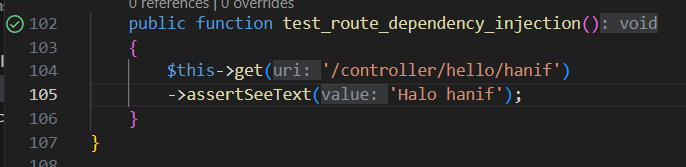 0 references | 0 overrides
102 public function test_route_dependency_injection(): void
103 {
104 $this->get(uri: '/controller/hello/hanif')
105 ->assertSeeText(value: 'Halo hanif');
106 }
107 }
108